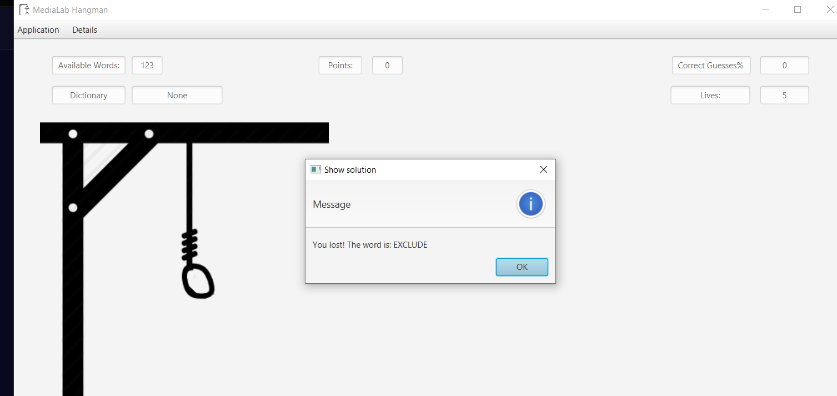 MediaLab Hangman
Application Details
Available Words: 123 Points: 0 Correct Guesses% 0
Dictionary None Lives: 5
Show solution
Message
You lost! The word is: EXCLUDE
OK